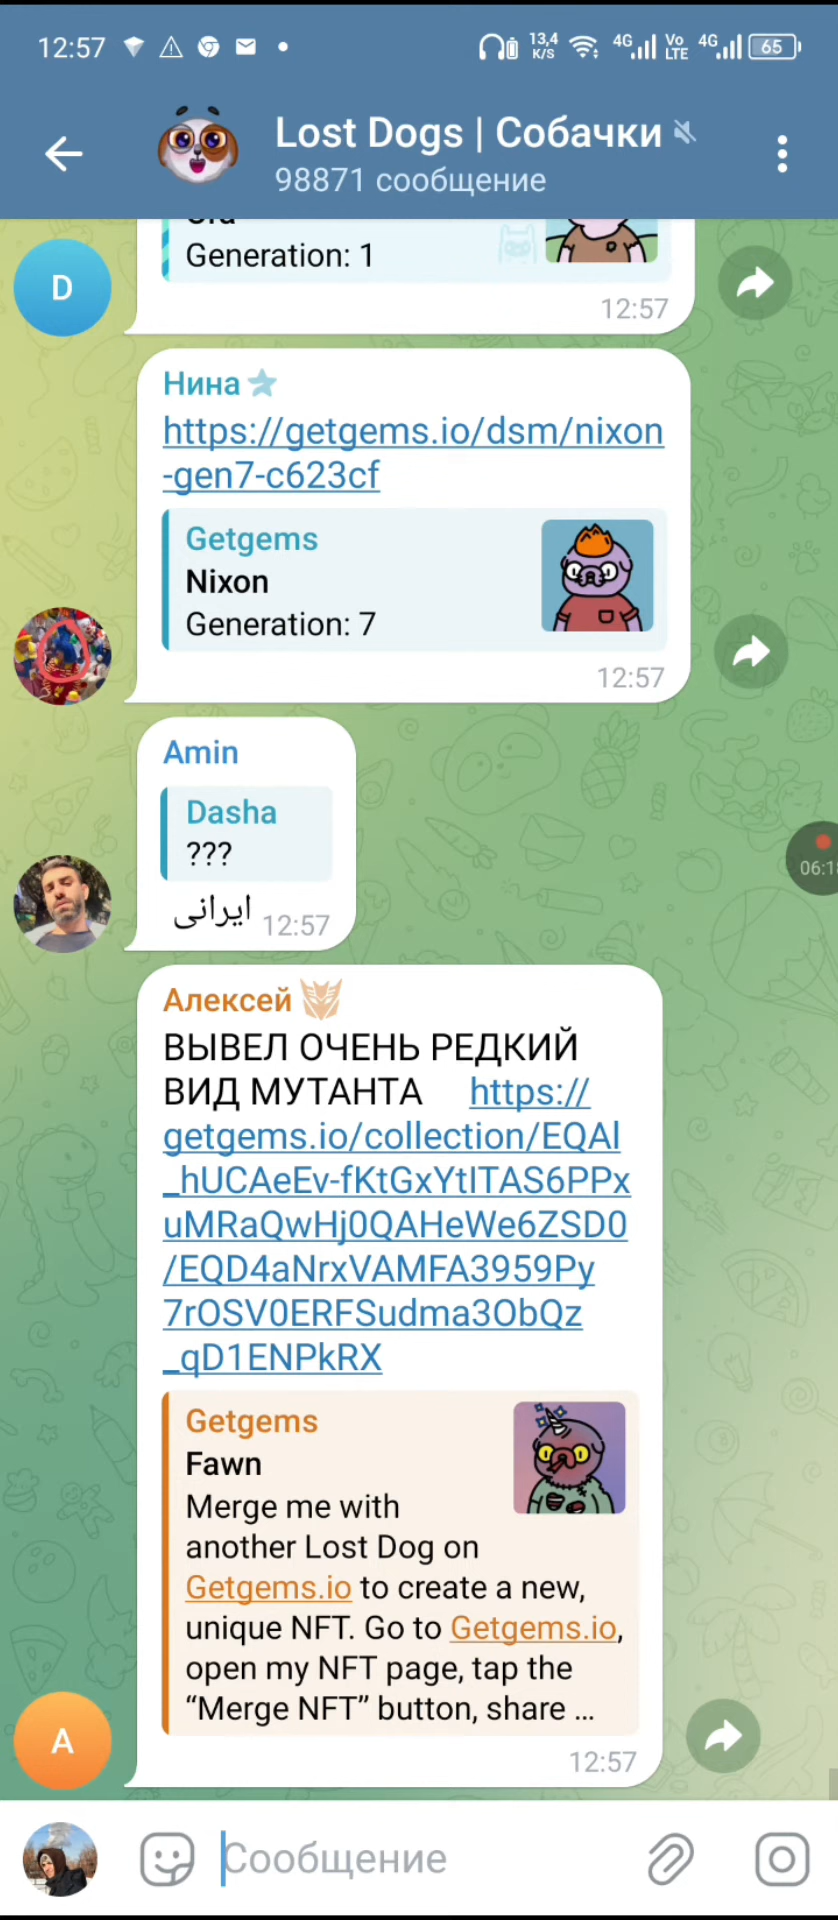 12:57
13,4 K/S 4G Vo LTE 4G 65
Lost Dogs | Собачки
98871 сообщение
Generation: 1
D
12:57
Нина
https://getgems.io/dsm/nixon
-gen7-c623cf
Getgems
Nixon
Generation: 7
12:57
Amin
Dasha
???
ایرانی 12:57
06:1
Алексей
ВЫВЕЛ ОЧЕНЬ РЕДКИЙ
ВИД МУТАНТА https://
getgems.io/collection/EQAl
_hUCAeEv-fKtGxYtITAS6PPx
uMRaQwHj0QAHeWe6ZSD0
/EQD4aNrxVAMFA3959Py
7rOSV0ERFSudma3ObQz
_qD1ENPkRX
Getgems
Fawn
Merge me with
another Lost Dog on
Getgems.io to create a new,
unique NFT. Go to Getgems.io,
open my NFT page, tap the
“Merge NFT” button, share ...
A
12:57
Сообщение